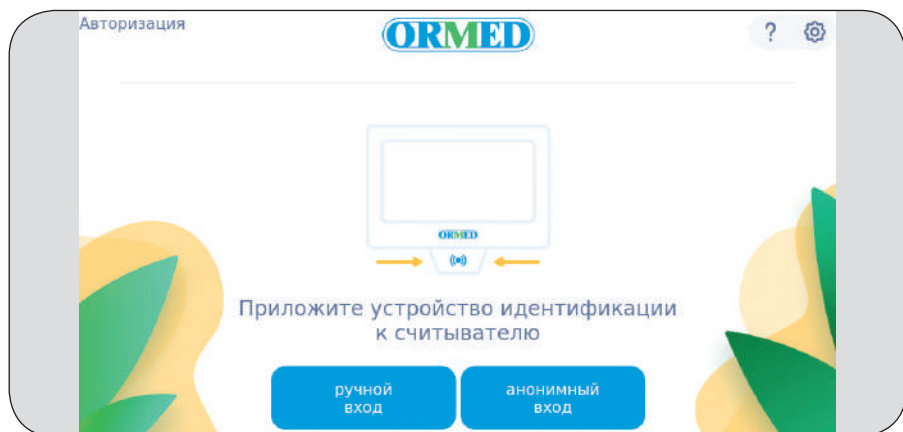 Авторизация
ORMED
?
ORMED
Приложите устройство идентификации
к считывателю
ручной
вход
анонимный
вход